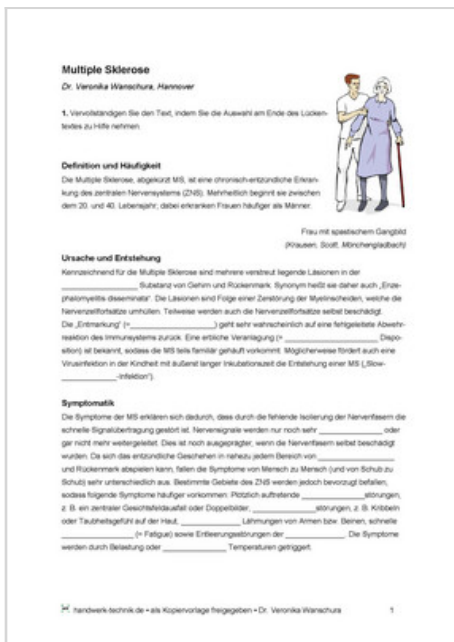 Multiple Sklerose
Dr. Veronika Wanschura, Hannover
1. Vervollständigen Sie den Text, indem Sie die Auswahl am Ende des Lücken-
textes zu Hilfe nehmen.
Definition und Häufigkeit
Die Multiple Sklerose, abgekürzt MS, ist eine chronisch-entzündliche Erkran-
kung des zentralen Nervensystems (ZNS). Mehrheitlich beginnt sie zwischen
dem 20. und 40. Lebensjahr; dabei erkranken Frauen häufiger als Männer.
Frau mit spastischem Gangbild
(Krausen, Scott, Mönchengladbach)
Ursache und Entstehung
Kennzeichnend für die Multiple Sklerose sind mehrere verstreut liegende Läsionen in der
____________________ Substanz von Gehirn und Rückenmark. Synonym heißt sie daher auch „Enze-
phalomyelitis disseminata“. Die Läsionen sind Folge einer Zerstörung der Myelinscheiden, welche die
Nervenzellfortsätze umhüllen. Teilweise werden auch die Nervenzellfortsätze selbst beschädigt.
Die „Entmarkung“ (=____________________) geht sehr wahrscheinlich auf eine fehlgeleitete Abwehr-
reaktion des Immunsystems zurück. Eine erbliche Veranlagung (= ____________________ Dispo-
sition) ist bekannt, sodass die MS teils familiär gehäuft vorkommt. Möglicherweise fördert auch eine
Virusinfektion in der Kindheit mit äußerst langer Inkubationszeit die Entstehung einer MS („Slow-
______________-Infektion“).
Symptomatik
Die Symptome der MS erklären sich dadurch, dass durch die fehlende Isolierung der Nervenfasern die
schnelle Signalübertragung gestört ist. Nervensignale werden nur noch sehr ________________ oder
gar nicht mehr weitergeleitet. Dies ist noch ausgeprägter, wenn die Nervenfasern selbst beschädigt
wurden. Da sich das entzündliche Geschehen in nahezu jedem Bereich von ____________________
und Rückenmark abspielen kann, fallen die Symptome von Mensch zu Mensch (und von Schub zu
Schub) sehr unterschiedlich aus. Bestimmte Gebiete des ZNS werden jedoch bevorzugt befallen,
sodass folgende Symptome häufiger vorkommen: Plötzlich auftretende ________________störungen,
z. B. ein zentraler Gesichtsfeldausfall oder Doppelbilder, ________________störungen, z. B. Kribbeln
oder Taubheitsgefühl auf der Haut, ________________ Lähmungen von Armen bzw. Beinen, schnelle
__________________ (= Fatigue) sowie Entleerungsstörungen der ________________. Die Symptome
werden durch Belastung oder ________________ Temperaturen getriggert.
handwerk-technik.de • als Kopiervorlage freigegeben • Dr. Veronika Wanschura 1